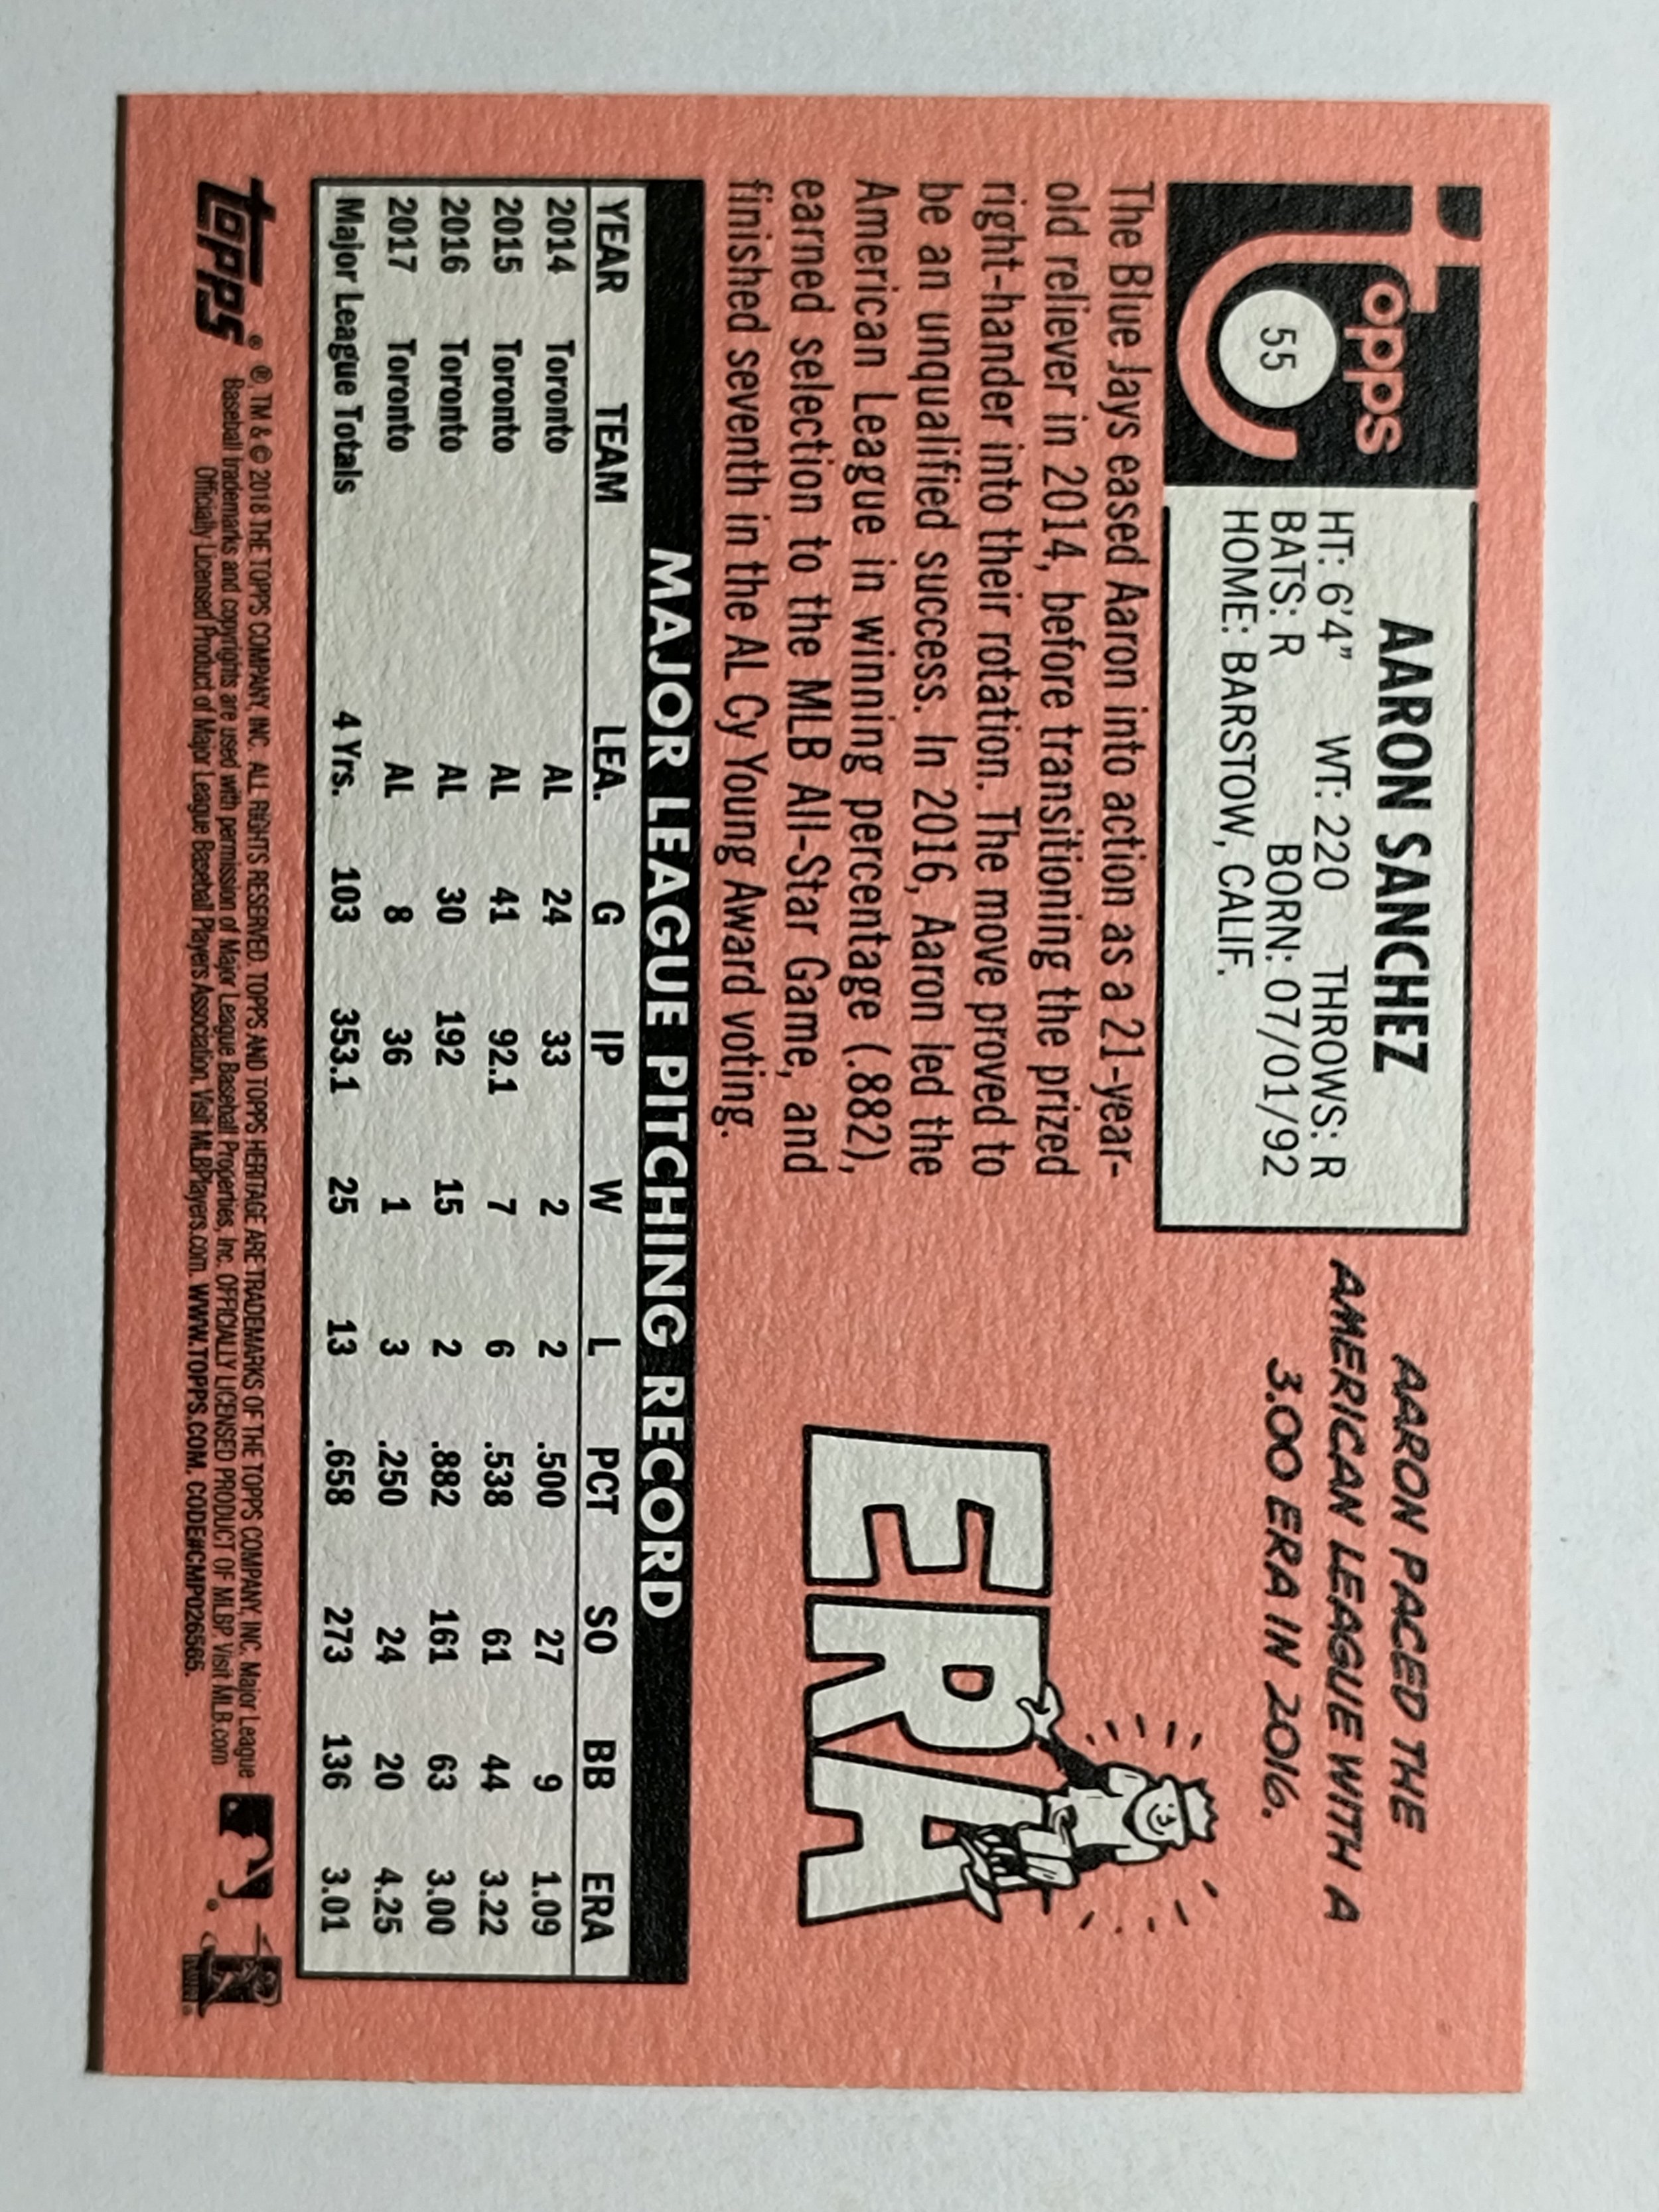 Topps
55
AARON SANCHEZ
HT: 6'4" WT: 220 THROWS: R
BATS: R BORN: 07/01/92
HOME: BARSTOW, CALIF.
AARON PACED THE
AMERICAN LEAGUE WITH A
3.00 ERA IN 2016.
ERA
The Blue Jays eased Aaron into action as a 21-year-
old reliever in 2014, before transitioning the prized
right-hander into their rotation. The move proved to
be an unqualified success. In 2016, Aaron led the
American League in winning percentage (.882),
earned selection to the MLB All-Star Game, and
finished seventh in the AL Cy Young Award voting.
MAJOR LEAGUE PITCHING RECORD
YEAR TEAM LEA. G IP W L PCT SO BB ERA
2014 Toronto AL 24 33 2 2 .500 27 9 1.09
2015 Toronto AL 41 92.1 7 6 .538 61 44 3.22
2016 Toronto AL 30 192 15 2 .882 161 63 3.00
2017 Toronto AL 8 36 1 3 .250 24 20 4.25
Major League Totals 4 Yrs. 103 353.1 25 13 .658 273 136 3.01
Topps®
® TM & © 2018 THE TOPPS COMPANY, INC. ALL RIGHTS RESERVED. TOPPS AND TOPPS HERITAGE ARE TRADEMARKS OF THE TOPPS COMPANY, INC. Major League
Baseball trademarks and copyrights are used with permission of Major League Baseball Properties, Inc. OFFICIALLY LICENSED PRODUCT OF MLBP. Visit MLB.com
Officially Licensed Product of Major League Baseball Players Association. Visit MLBPlayers.com. WWW.TOPPS.COM. CODE#CMP026565.